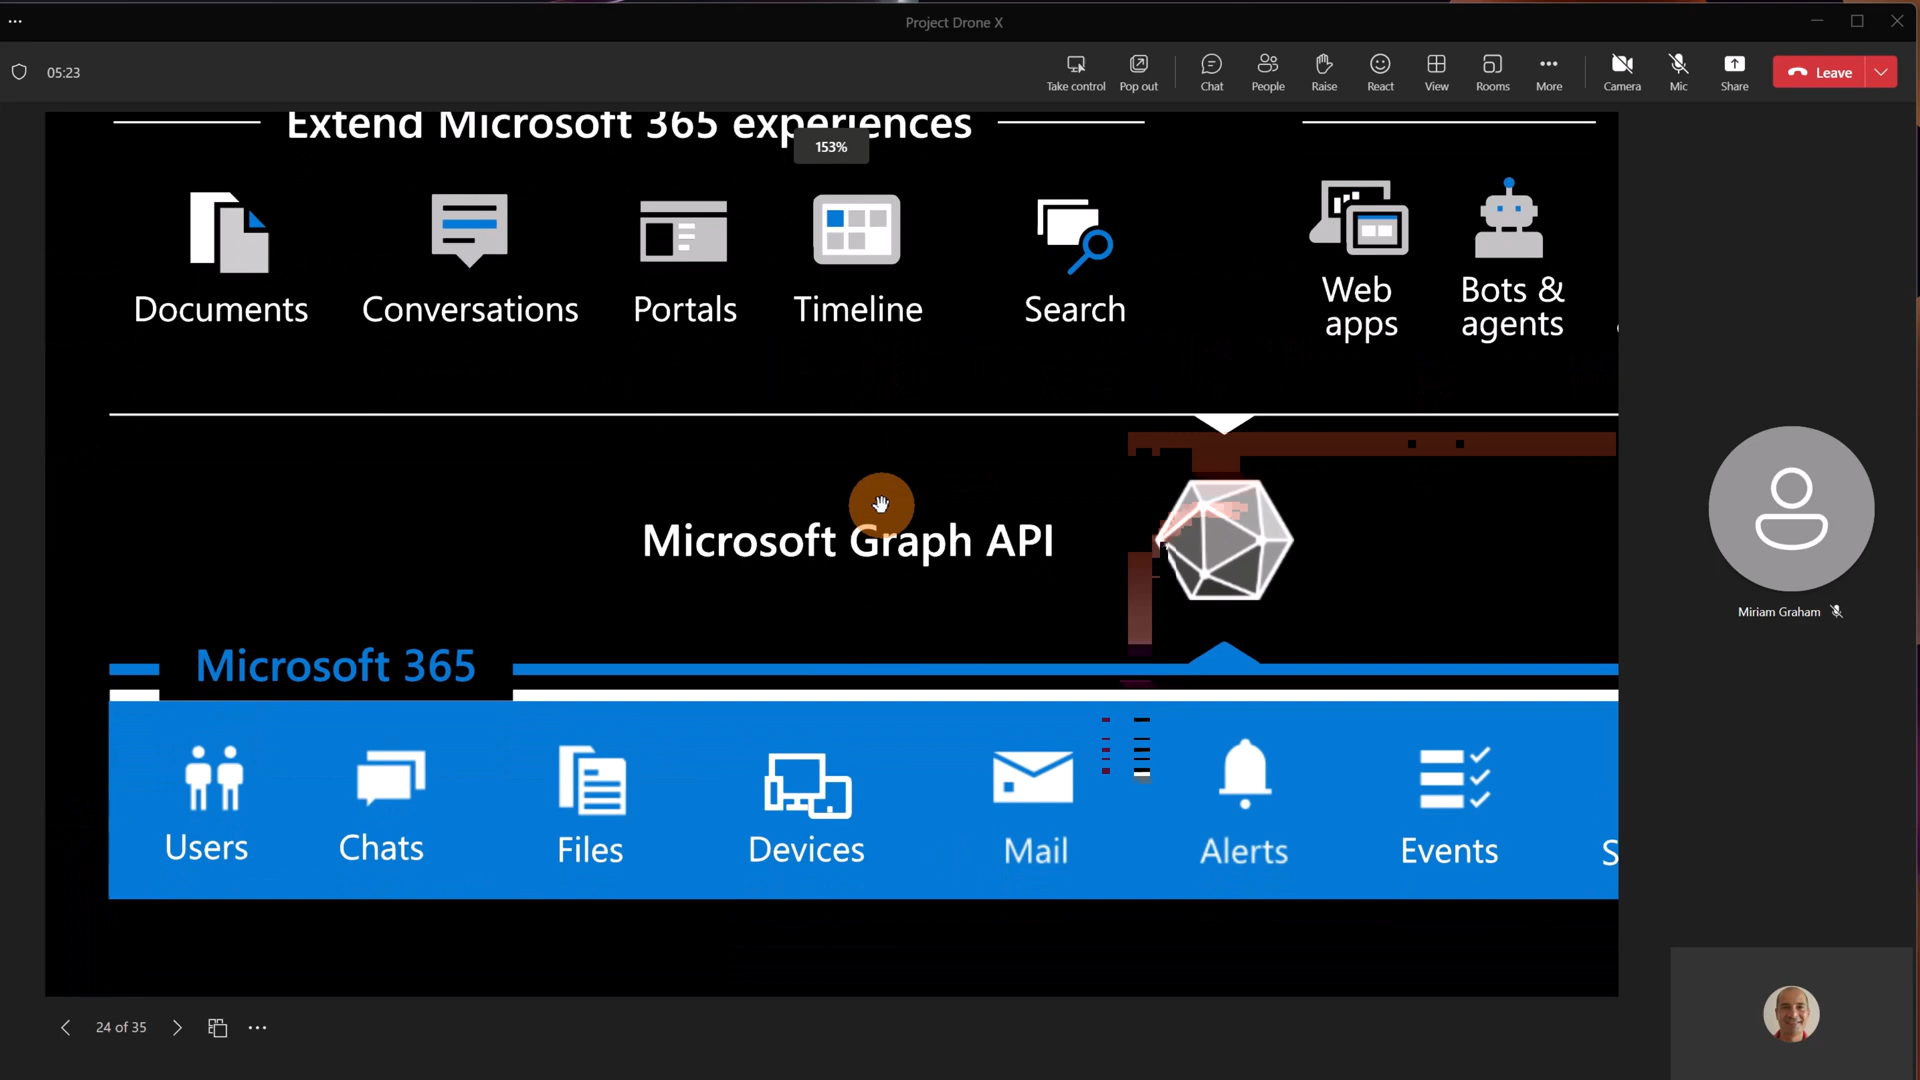 Project Drone X
05:23
Take control
Pop out
Chat
People
Raise
React
View
Rooms
More
Camera
Mic
Share
Leave
Extend Microsoft 365 experiences
153%
Documents
Conversations
Portals
Timeline
Search
Web
apps
Bots &
agents
Microsoft Graph API
Miriam Graham
Microsoft 365
Users
Chats
Files
Devices
Mail
Alerts
Events
S
24 of 35